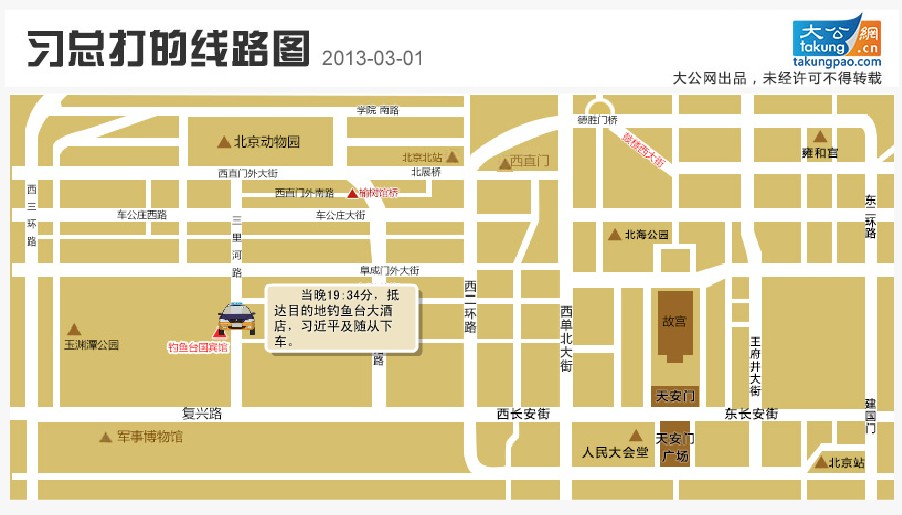 习总打的线路图 2013-03-01
大公網
takung.cn
takungpao.com
大公网出品，未经许可不得转载
学院 南路
德胜门桥
鼓楼西大街
北京动物园
北京北站
西直门
雍和宫
西直门外大街
北展桥
西三环路
西直门外南路
榆树馆桥
东二环路
车公庄西路
车公庄大街
三里河路
北海公园
阜成门外大街
当晚19:34分，抵
达目的地钓鱼台大酒
店，习近平及随从下
车。
西二环路
西单北大街
故宫
王府井大街
玉渊潭公园
钓鱼台国宾馆
路
天安门
复兴路
西长安街
东长安街
建国门
军事博物馆
人民大会堂
天安门
广场
北京站